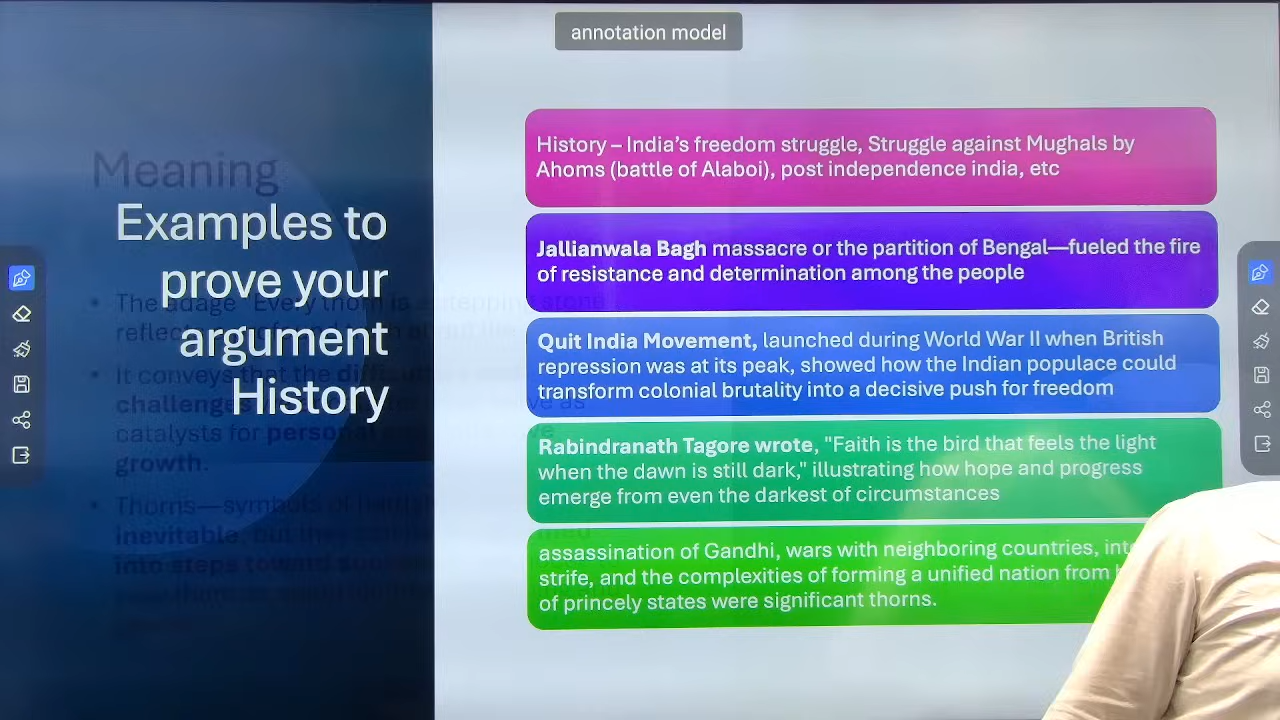 annotation model
Meaning
Examples to
prove your
argument
History
• The adage "Every thorn is a stepping stone
reflects
• It conveys that the difficulties
challenges as
catalysts for personal
growth.
• Thorns—symbols of
inevitable, but they
into steps toward
History – India's freedom struggle, Struggle against Mughals by
Ahoms (battle of Alaboi), post independence india, etc
Jallianwala Bagh massacre or the partition of Bengal—fueled the fire
of resistance and determination among the people
Quit India Movement, launched during World War II when British
repression was at its peak, showed how the Indian populace could
transform colonial brutality into a decisive push for freedom
Rabindranath Tagore wrote, "Faith is the bird that feels the light
when the dawn is still dark," illustrating how hope and progress
emerge from even the darkest of circumstances
assassination of Gandhi, wars with neighboring countries,
strife, and the complexities of forming a unified nation from
of princely states were significant thorns.